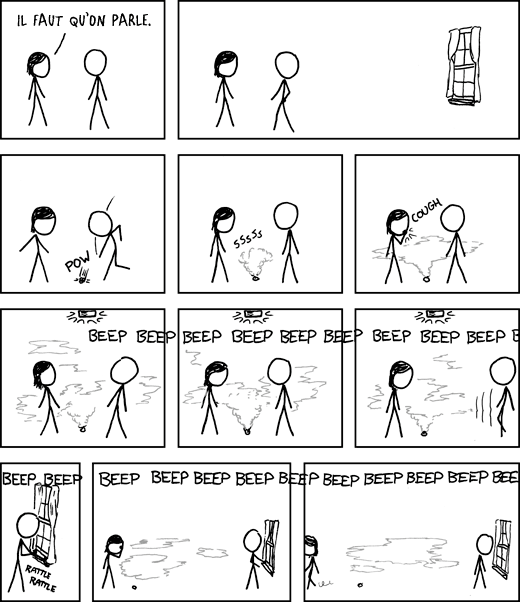 IL FAUT QU'ON PARLE.
POW
SSSSS
COUGH
BEEP BEEP BEEP BEEP BEEP BEEP BEEP BEEP BEEP B
BEEP BEEP
RATTLE
RATTLE
BEEP BEEP BEEP BEEP BEEP BEEP BEEP BEEP BEEP BEE